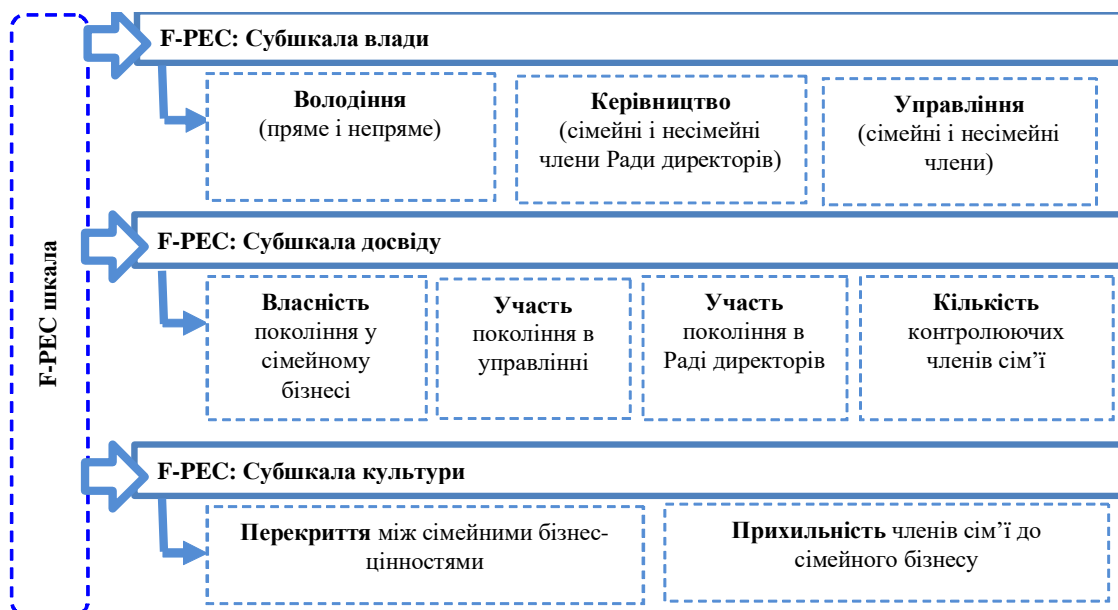 F-PEC шкала
F-PEC: Субшкала влади
Володіння
(пряме і непряме)
Керівництво
(сімейні і несімейні
члени Ради директорів)
Управління
(сімейні і несімейні
члени)
F-PEC: Субшкала досвіду
Власність
покоління у
сімейному
бізнесі
Участь
покоління в
управлінні
Участь
покоління в
Раді директорів
Кількість
контролюючих
членів сім’ї
F-PEC: Субшкала культури
Перекриття між сімейними бізнес-
цінностями
Прихильність членів сім’ї до
сімейного бізнесу